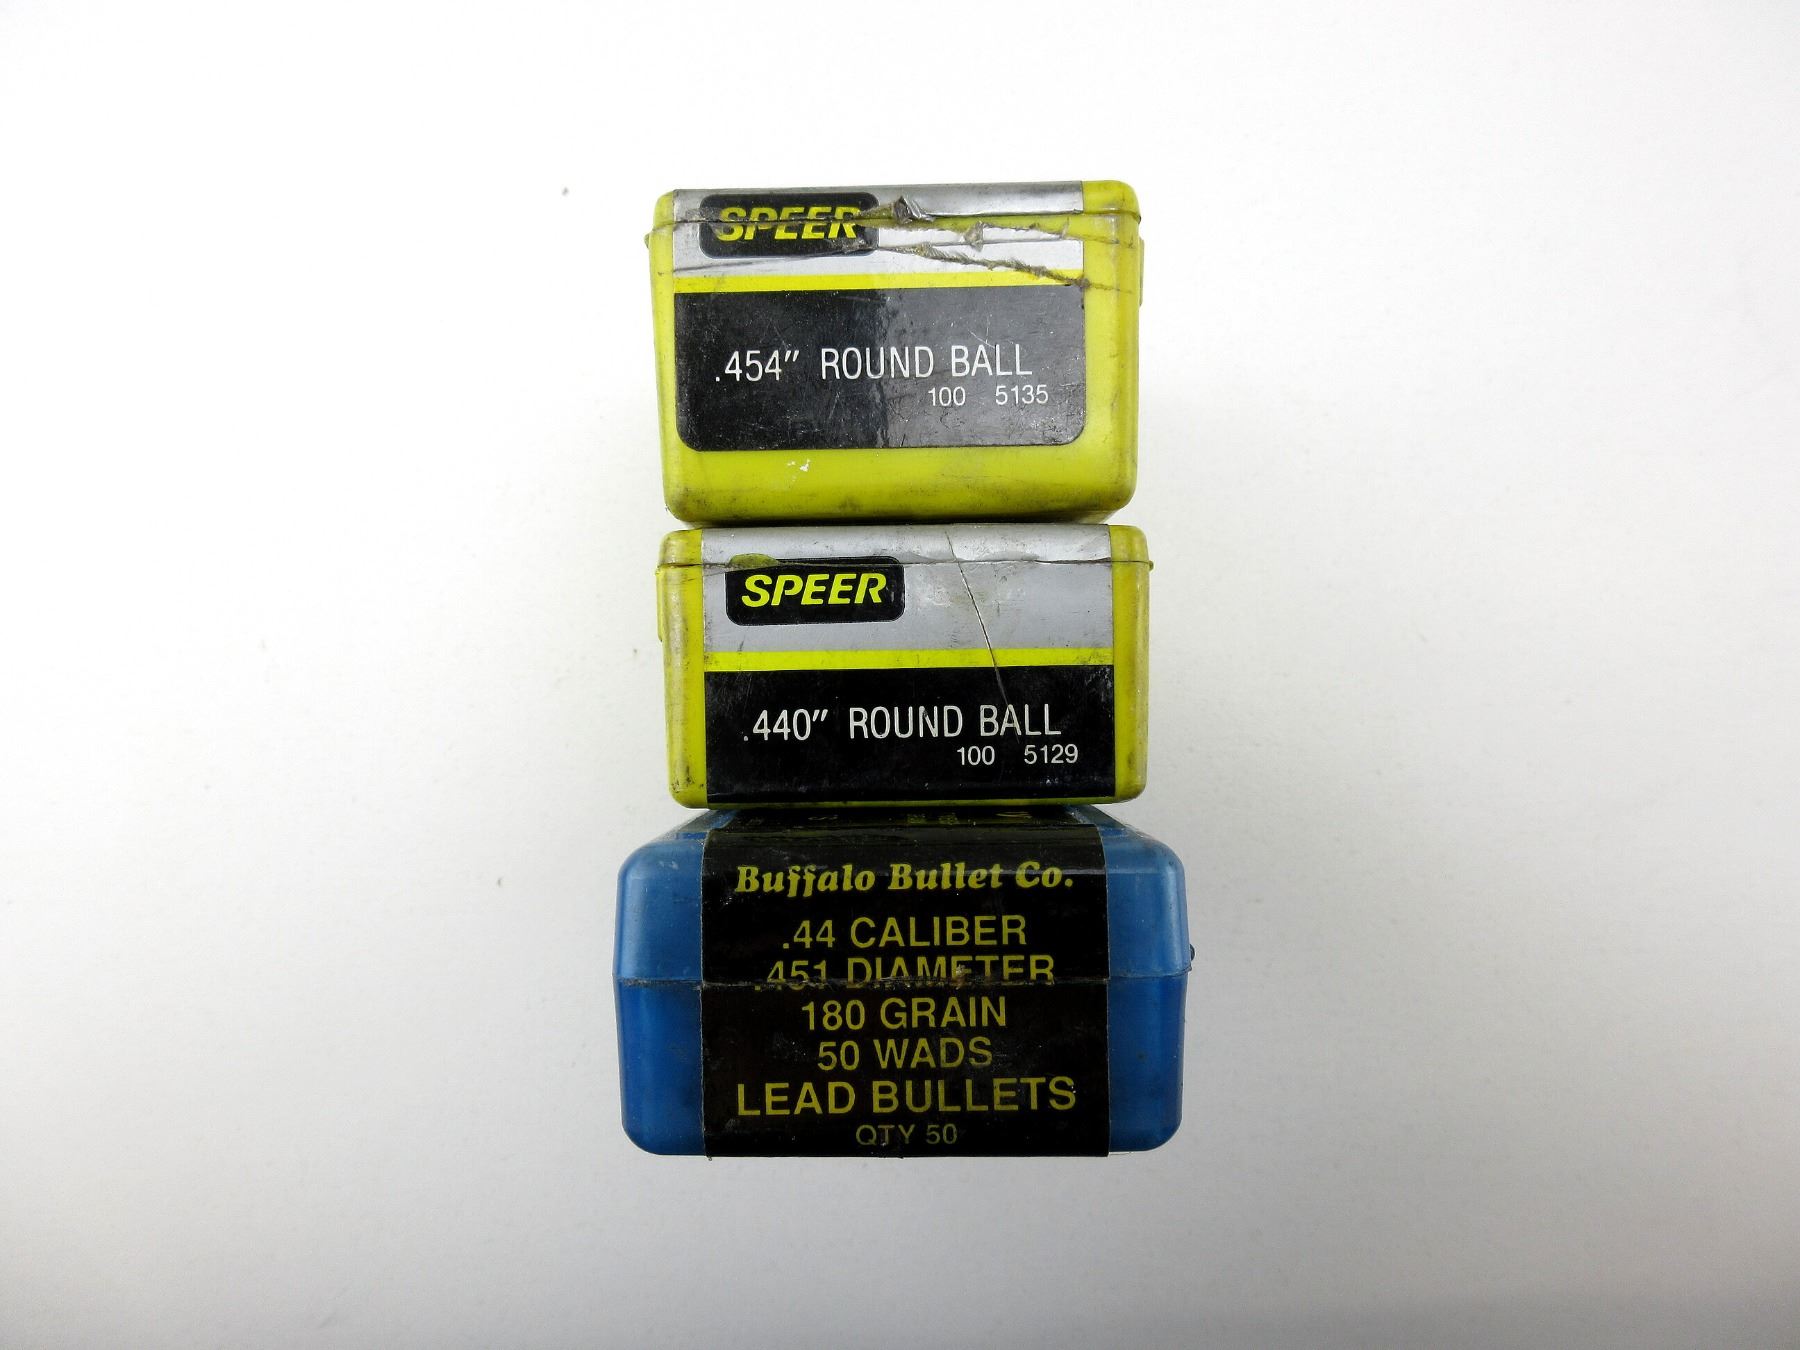 SPEER
.454" ROUND BALL
100 5135
SPEER
.440" ROUND BALL
100 5129
Buffalo Bullet Co.
.44 CALIBER
.451 DIAMETER
180 GRAIN
50 WADS
LEAD BULLETS
QTY 50